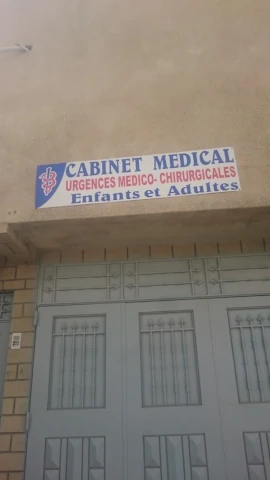 CABINET MEDICAL
URGENCES MEDICO-CHIRURGICALES
Enfants et Adultes